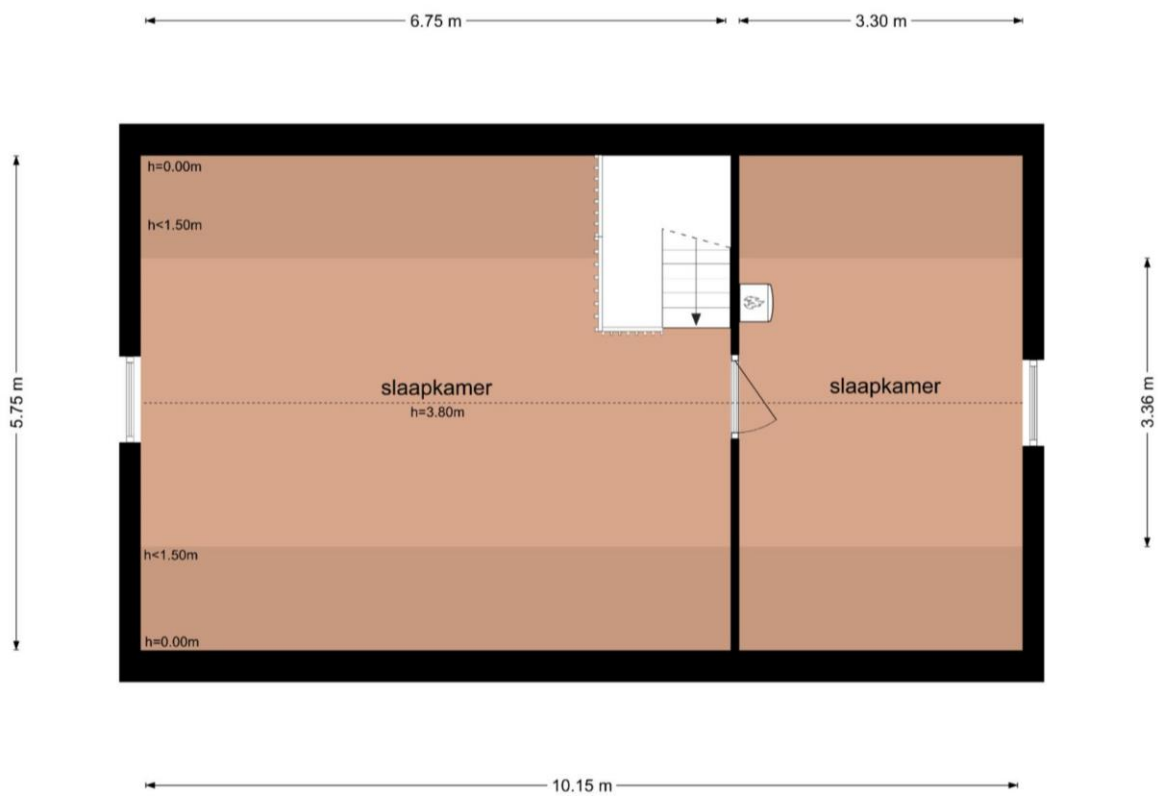 6.75 m
3.30 m
h=0.00m
h<1.50m
5.75 m
slaapkamer
h=3.80m
slaapkamer
3.36 m
h<1.50m
h=0.00m
10.15 m